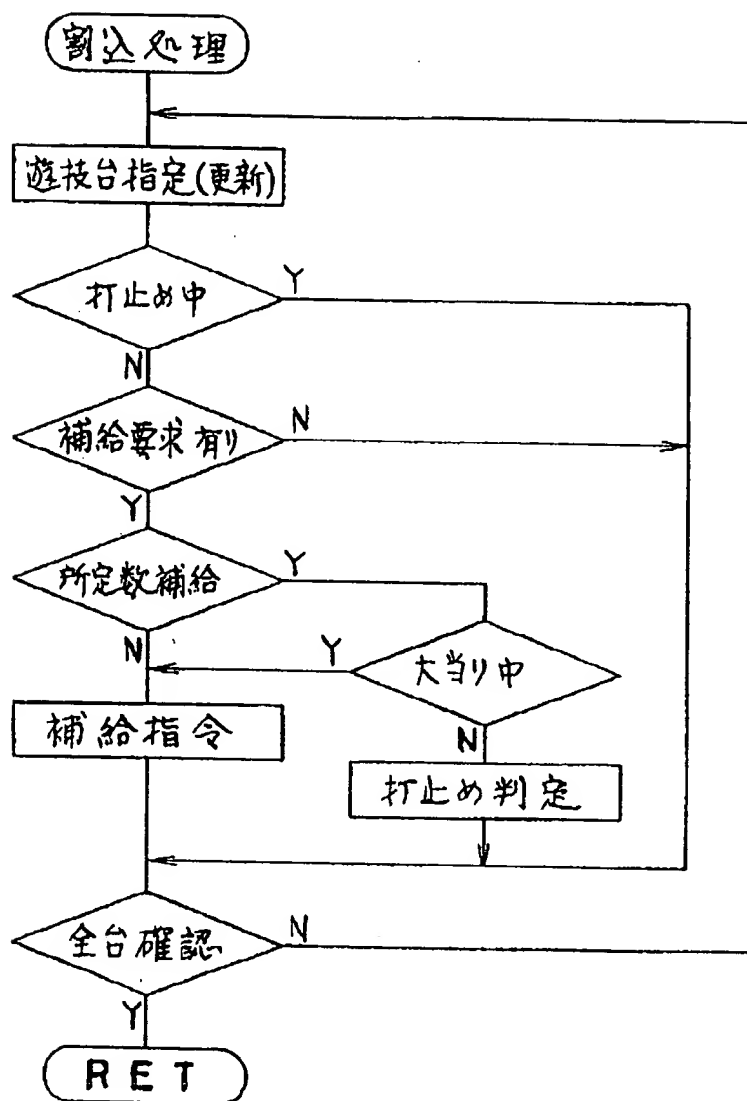 割込処理
遊技台指定(更新)
打止め中
Y
N
補給要求有り
N
Y
所定数補給
Y
N
大当り中
Y
N
補給指令
打止め判定
全台確認
N
Y
RET